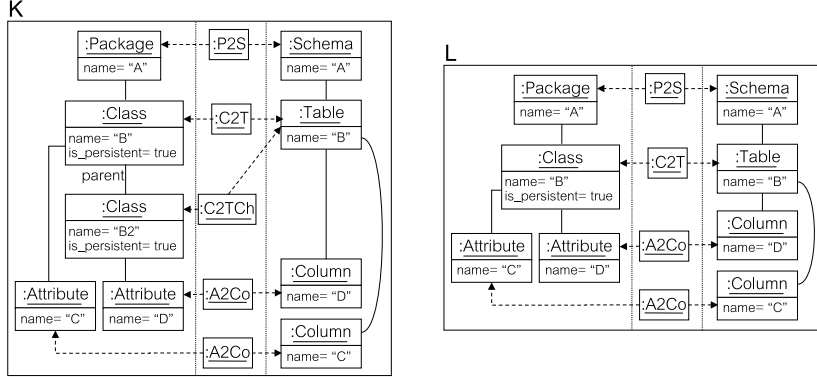 K
:Package
name= "A"
:P2S
:Schema
name= "A"
:Class
name= "B"
is_persistent= true
:C2T
:Table
name= "B"
parent
:Class
name= "B2"
is_persistent= true
:C2TCh
:Attribute
name= "C"
:Attribute
name= "D"
:A2Co
:Column
name= "D"
:A2Co
:Column
name= "C"
L
:Package
name= "A"
:P2S
:Schema
name= "A"
:Class
name= "B"
is_persistent= true
:C2T
:Table
name= "B"
:Attribute
name= "C"
:Attribute
name= "D"
:A2Co
:Column
name= "D"
:A2Co
:Column
name= "C"